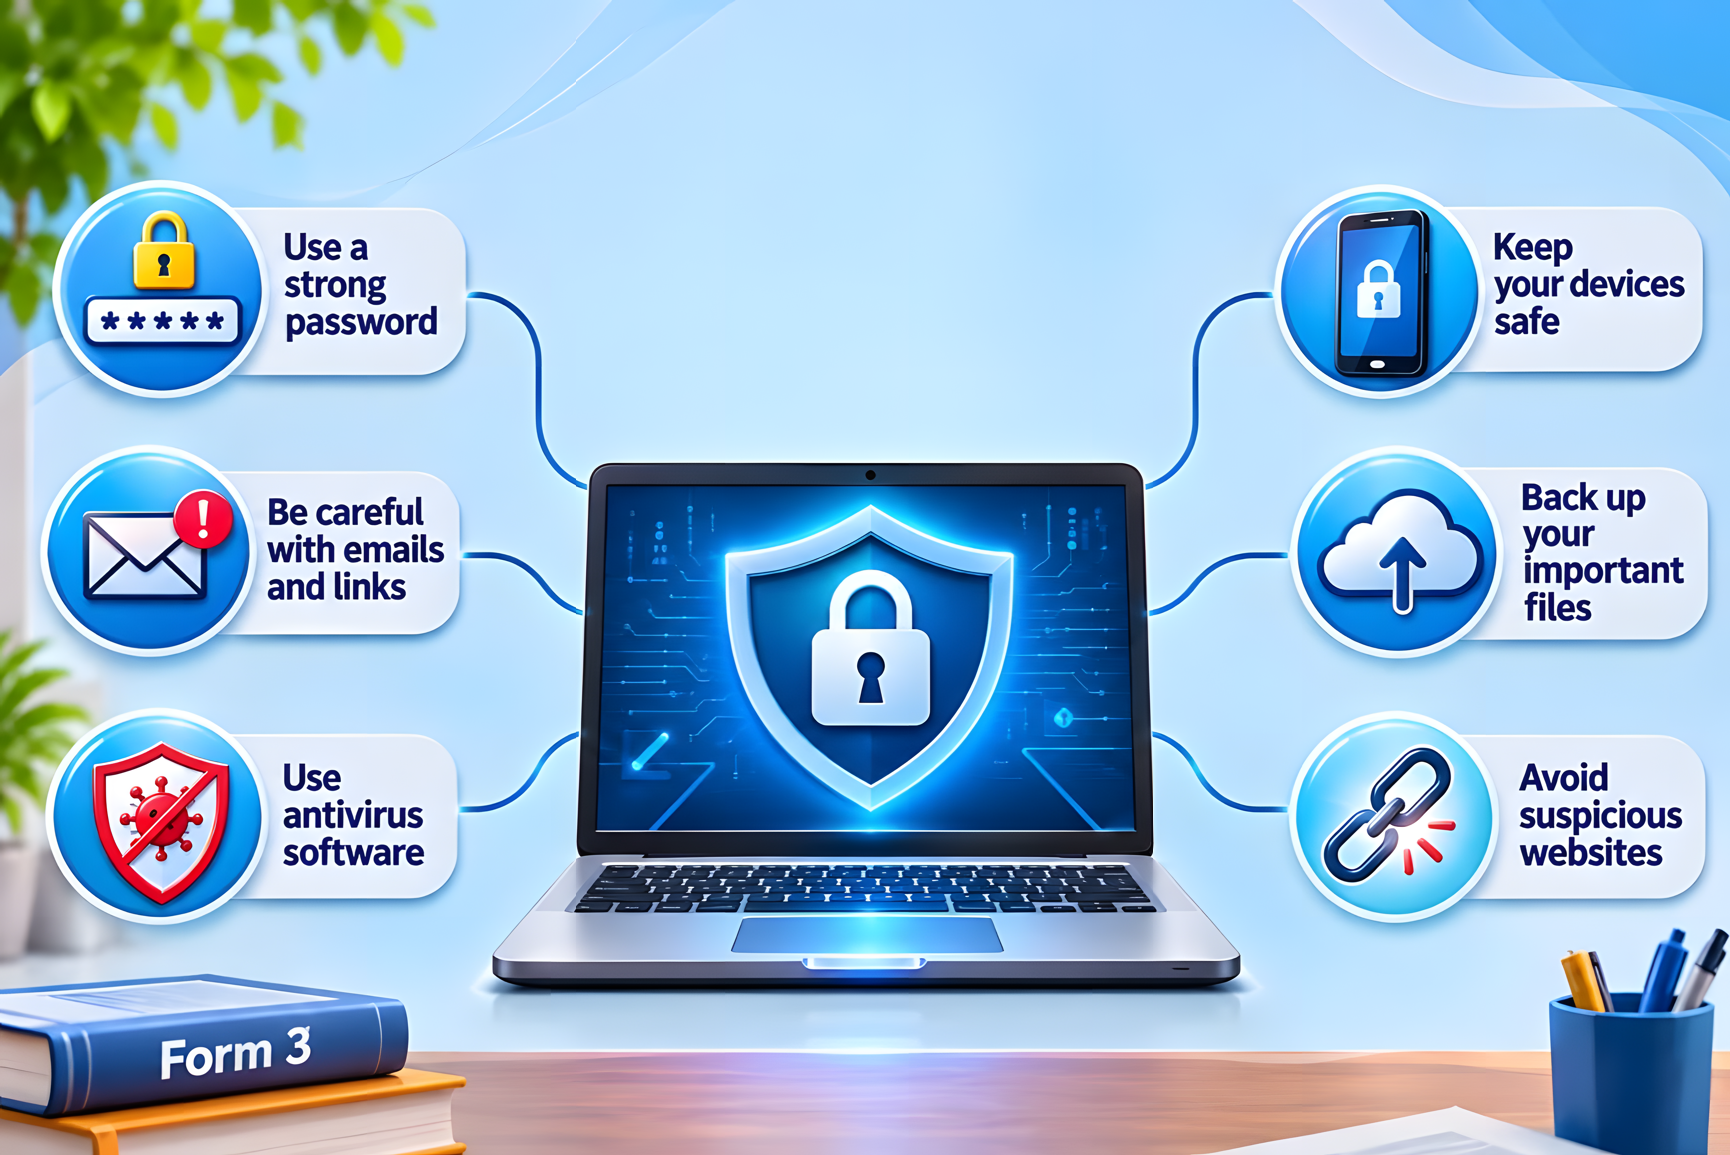 Use a
strong
password
*****
Be careful
with emails
and links
!
Use
antivirus
software
Keep
your devices
safe
Back up
your
important
files
Avoid
suspicious
websites
Form 3